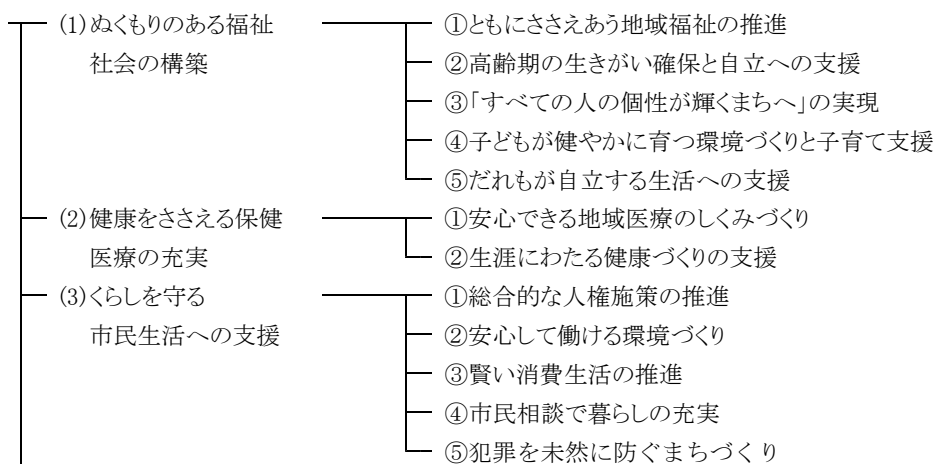 (1)ぬくもりのある福祉
社会の構築
①ともにささえあう地域福祉の推進
②高齢期の生きがい確保と自立への支援
③「すべての人の個性が輝くまちへ」の実現
④子どもが健やかに育つ環境づくりと子育て支援
⑤だれもが自立する生活への支援
(2)健康をささえる保健
医療の充実
①安心できる地域医療のしくみづくり
②生涯にわたる健康づくりの支援
(3)くらしを守る
市民生活への支援
①総合的な人権施策の推進
②安心して働ける環境づくり
③賢い消費生活の推進
④市民相談で暮らしの充実
⑤犯罪を未然に防ぐまちづくり